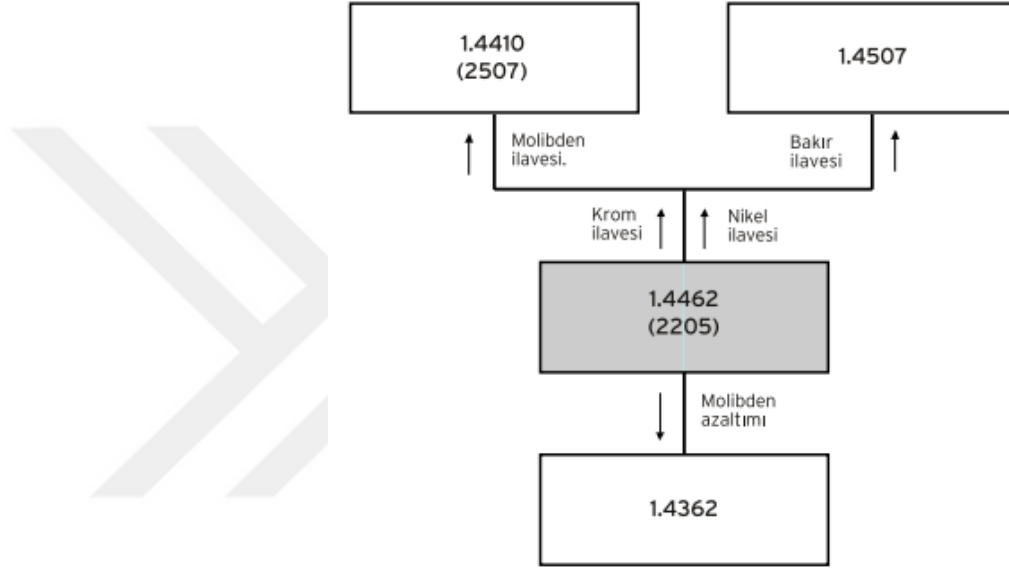 1.4410
(2507)
1.4507
Molibden
ilavesi.
Bakır
ilavesi
Krom
ilavesi
Nikel
ilavesi
1.4462
(2205)
Molibden
azaltımı
1.4362